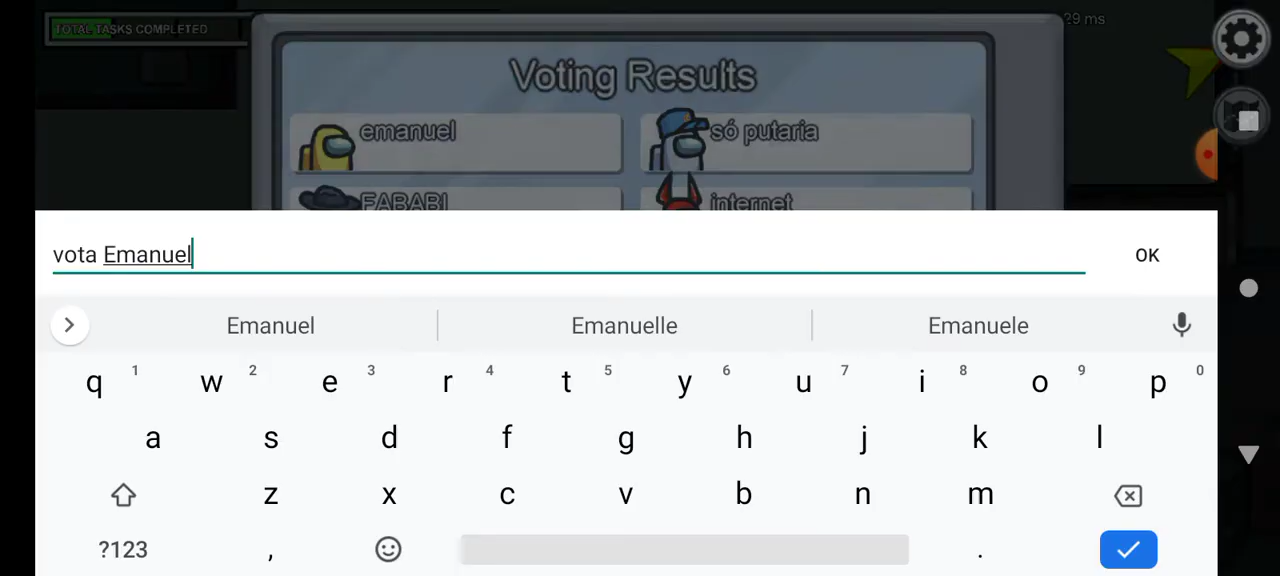 TOTAL TASKS COMPLETED
29 ms
Voting Results
emanuel
só putaria
FABABI
internet
vota Emanuel
OK
Emanuel Emanuelle Emanuele
q 1 w 2 e 3 r 4 t 5 y 6 u 7 i 8 o 9 p 0
a s d f g h j k l
z x c v b n m
?123 , .